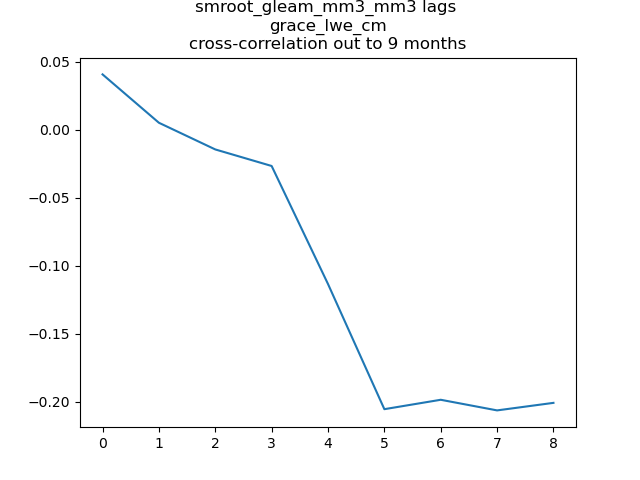 smroot_gleam_mm3_mm3 lags
grace_lwe_cm
cross-correlation out to 9 months
0.05
0.00
−0.05
−0.10
−0.15
−0.20
0 1 2 3 4 5 6 7 8